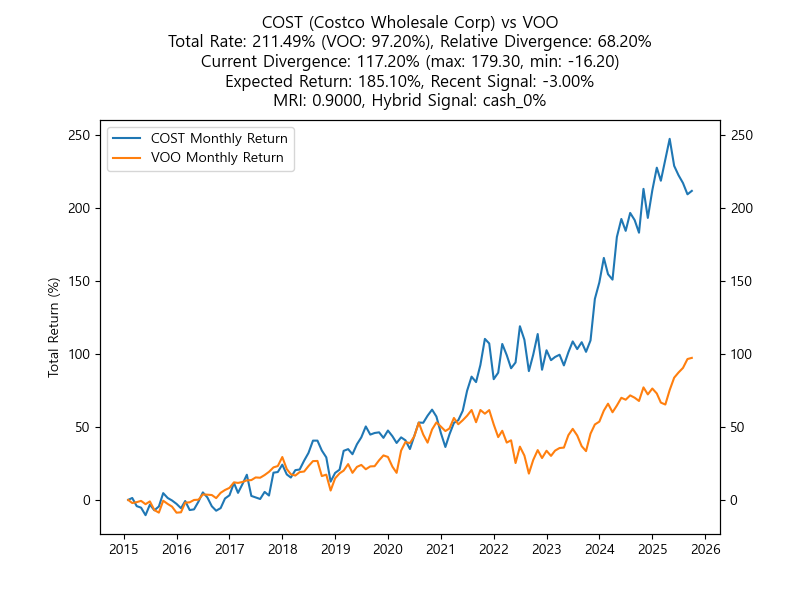 COST (Costco Wholesale Corp) vs VOO
Total Rate: 211.49% (VOO: 97.20%), Relative Divergence: 68.20%
Current Divergence: 117.20% (max: 179.30, min: -16.20)
Expected Return: 185.10%, Recent Signal: -3.00%
MRI: 0.9000, Hybrid Signal: cash_0%
COST Monthly Return
VOO Monthly Return
Total Return (%)
250
200
150
100
50
0
250
200
150
100
50
0
2015 2016 2017 2018 2019 2020 2021 2022 2023 2024 2025 2026